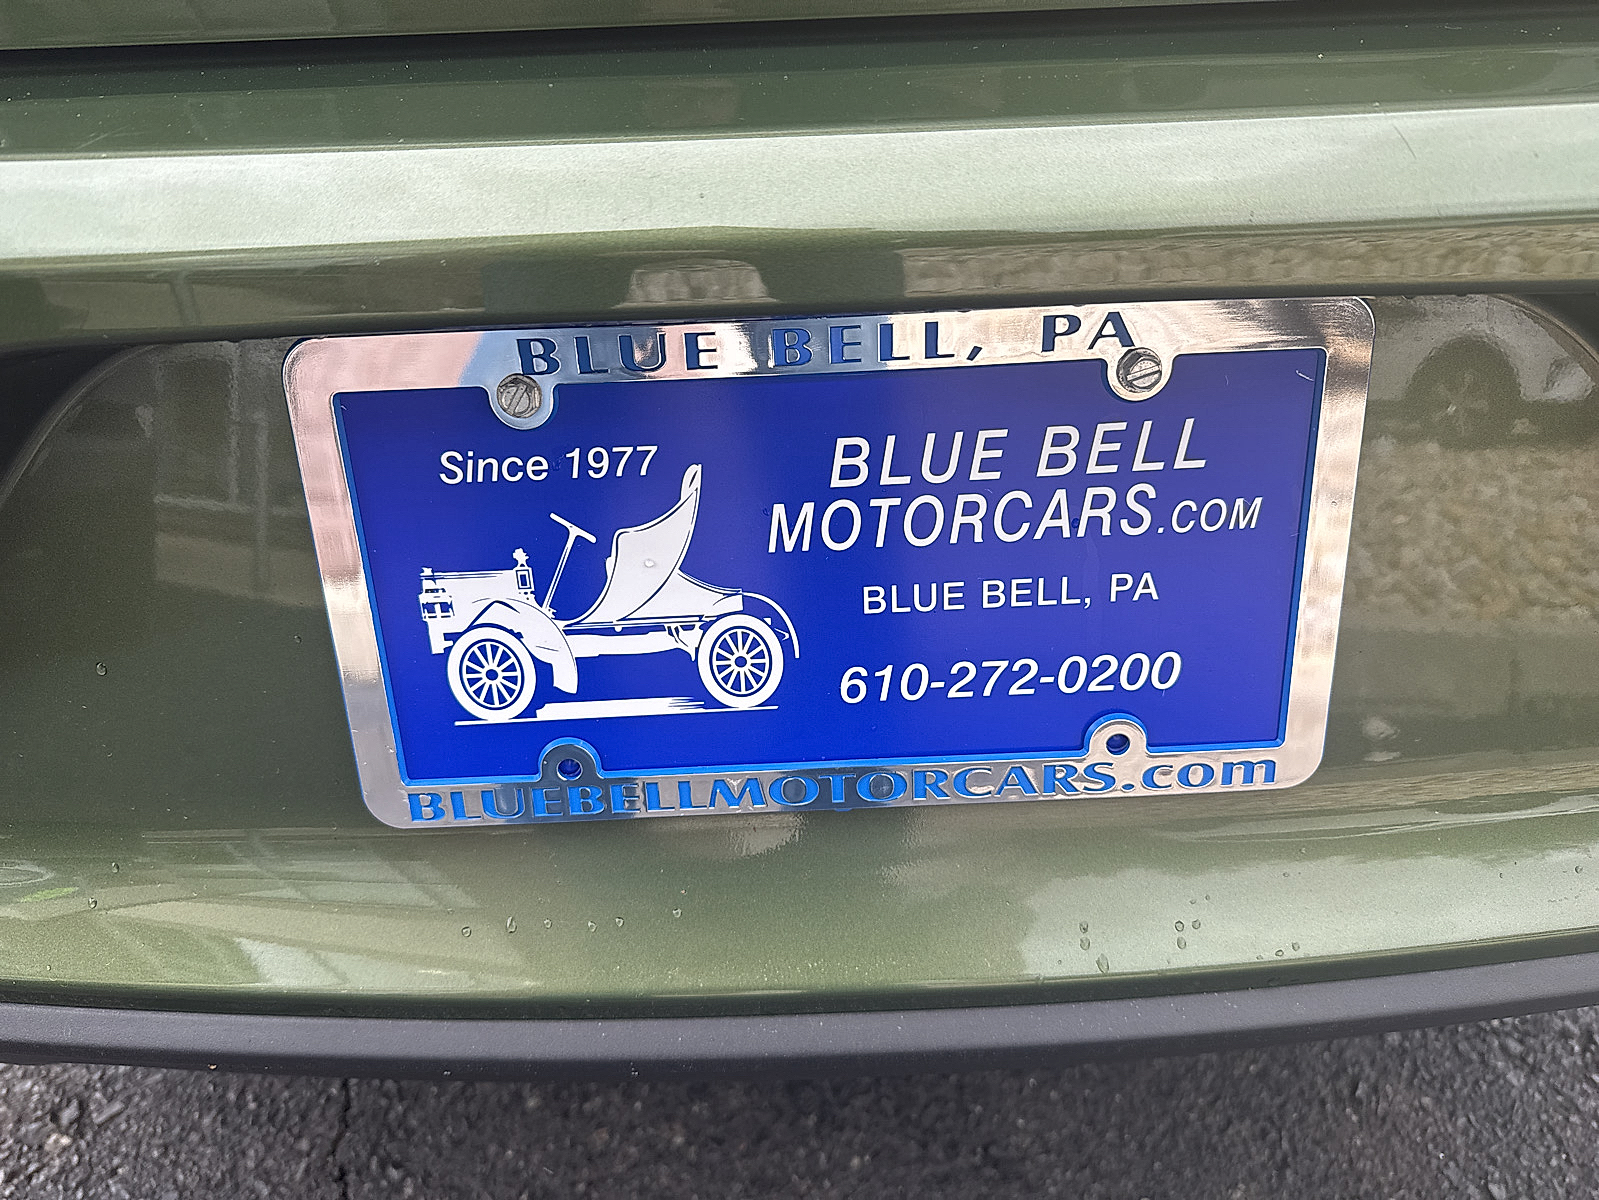 BLUE BELL, PA
Since 1977
BLUE BELL
MOTORCARS.COM
BLUE BELL, PA
610-272-0200
BLUEBELLMOTORCARS.com